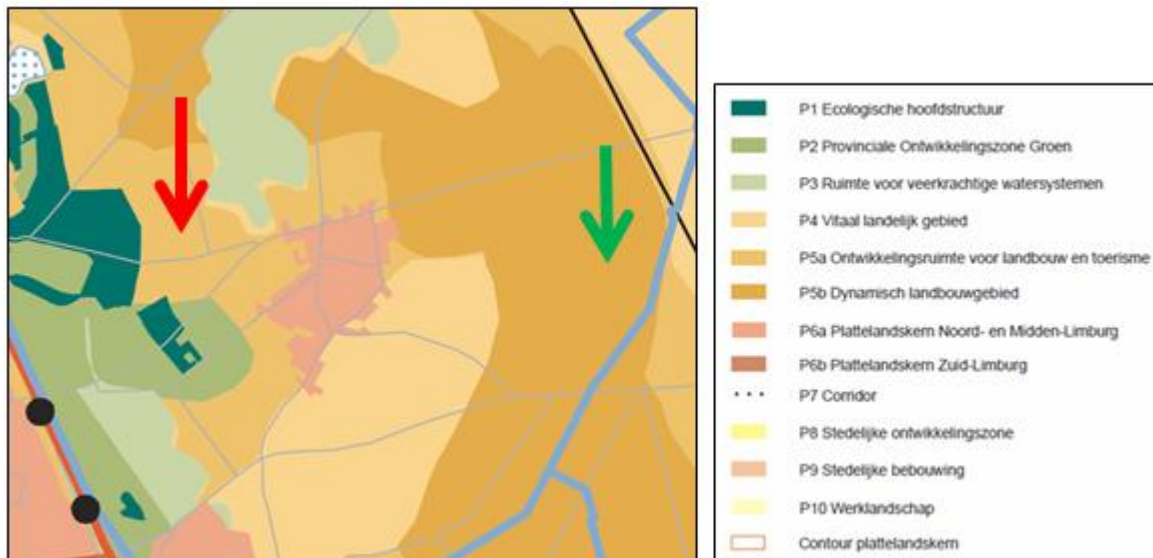 P1 Ecologische hoofdstructuur
P2 Provinciale Ontwikkelingszone Groen
P3 Ruimte voor veerkrachtige watersystemen
P4 Vitaal landelijk gebied
P5a Ontwikkelingsruimte voor landbouw en toerisme
P5b Dynamisch landbouwgebied
P6a Plattelandskern Noord- en Midden-Limburg
P6b Plattelandskern Zuid-Limburg
P7 Corridor
P8 Stedelijke ontwikkelingszone
P9 Stedelijke bebouwing
P10 Werklandschap
Contour plattelandskern